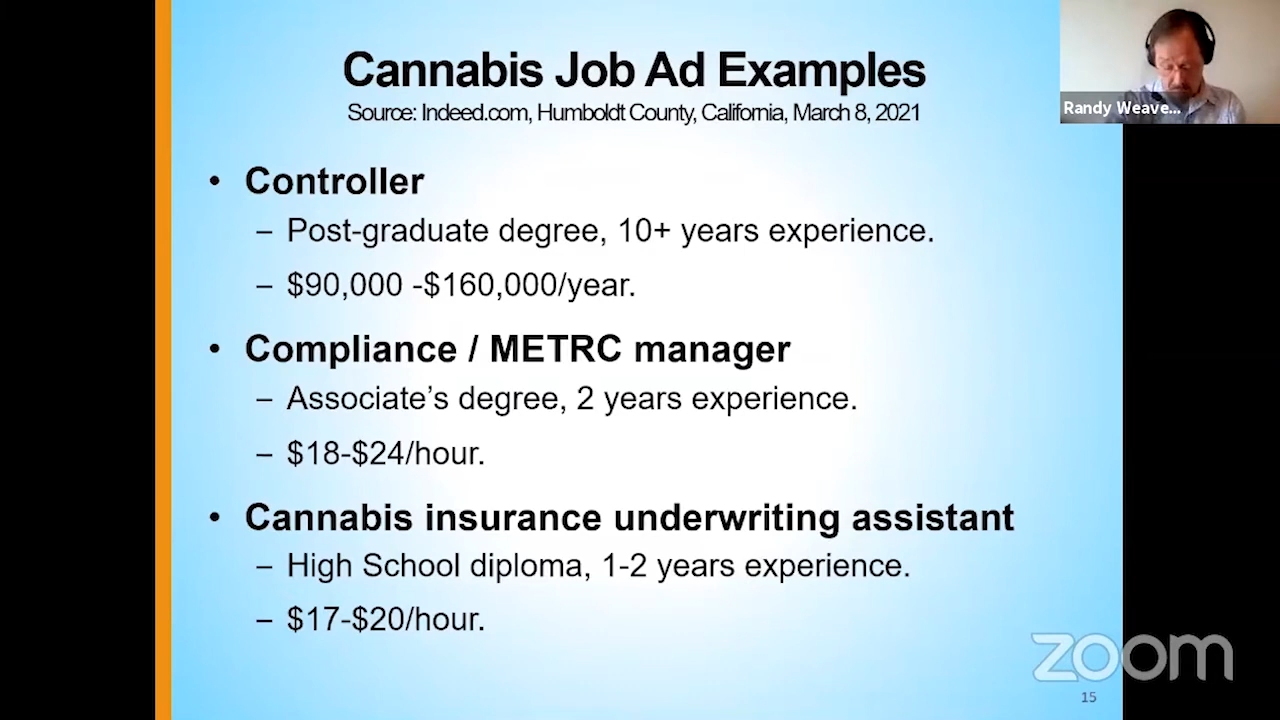 Cannabis Job Ad Examples
Source: Indeed.com, Humboldt County, California, March 8, 2021
Randy Weave...
• Controller
– Post-graduate degree, 10+ years experience.
– $90,000 -$160,000/year.
• Compliance / METRC manager
– Associate's degree, 2 years experience.
– $18-$24/hour.
• Cannabis insurance underwriting assistant
– High School diploma, 1-2 years experience.
– $17-$20/hour.
zoom
15